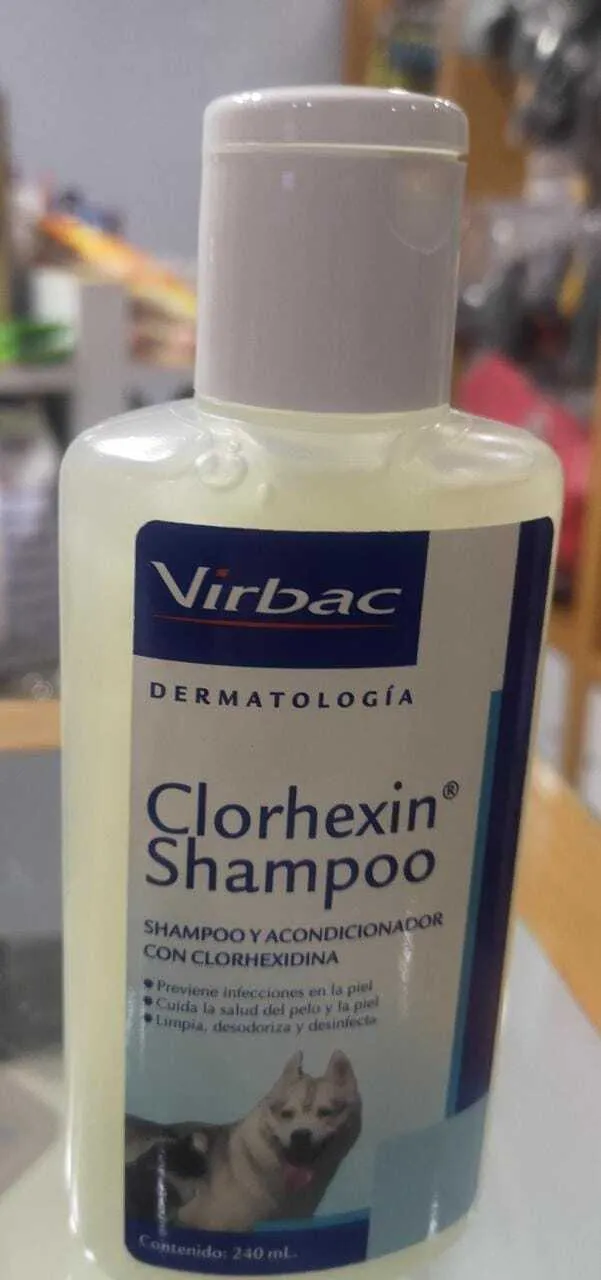 Virbac
DERMATOLOGÍA
Clorhexin®
Shampoo
SHAMPOO Y ACONDICIONADOR
CON CLORHEXIDINA
• Previene infecciones en la piel
• Cuida la salud del pelo y la piel
• Limpia, desodoriza y desinfecta
Contenido: 240 mL.